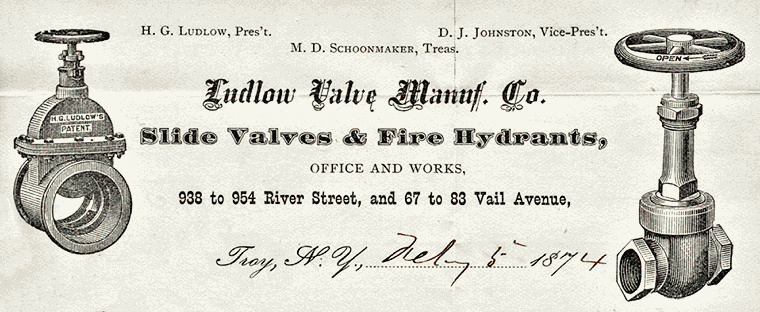 H. G. Ludlow, Pres't.
D. J. Johnston, Vice-Pres't.
M. D. Schoonmaker, Treas.
Ludlow Valve Manuf. Co.
Slide Valves & Fire Hydrants,
OFFICE AND WORKS,
938 to 954 River Street, and 67 to 83 Vail Avenue,
Troy, N. Y., Feby 5 1874
H.G. LUDLOW'S
PATENT
OPEN